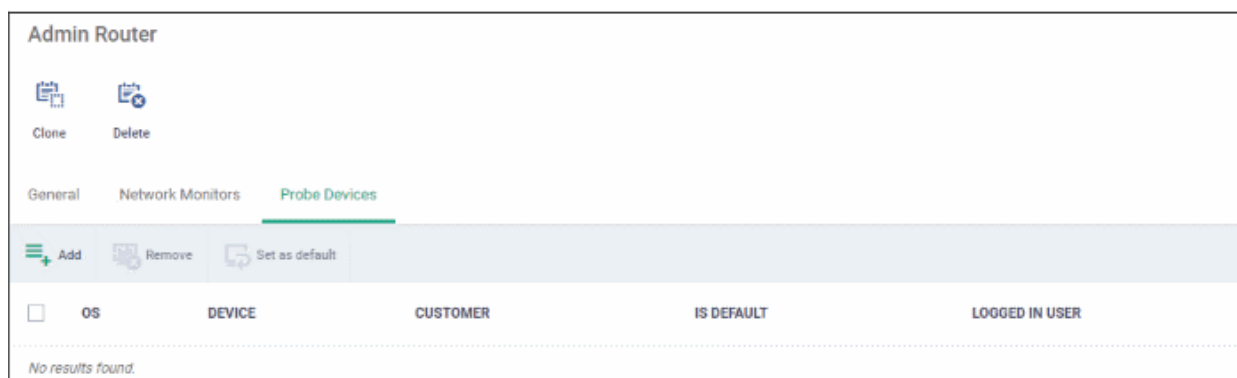 Admin Router
Clone Delete
General Network Monitors Probe Devices
Add Remove Set as default
OS DEVICE CUSTOMER IS DEFAULT LOGGED IN USER
No results found.